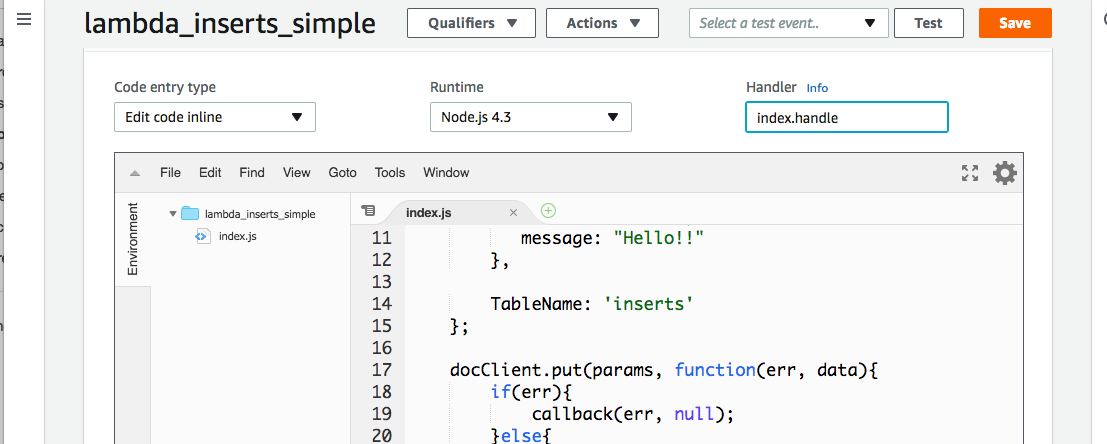 lambda_inserts_simple Qualifiers Actions Select a test event.. Test Save
Code entry type Runtime Handler Info
Edit code inline Node.js 4.3 index.handle
File Edit Find View Goto Tools Window
Environment
lambda_inserts_simple
index.js
index.js
11 message: "Hello!!"
12 },
13
14 TableName: 'inserts'
15 };
16
17 docClient.put(params, function(err, data){
18 if(err){
19 callback(err, null);
20 }else{